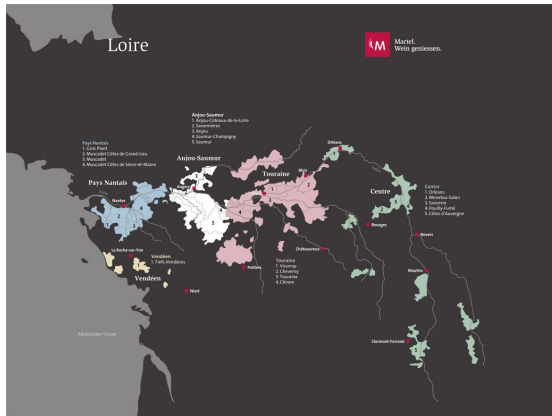 Loire
Martel.
Wein geniessen.
Anjou-Saumur
1. Anjou-Coteaux-de-la-Loire
2. Savennières
3. Anjou
4. Saumur-Champigny
5. Saumur
Pays Nantais
1. Gros Plant
2. Muscadet Côtes de Grand-Lieu
3. Muscadet
4. Muscadet Côtes de Sèvre-et-Maine
Orléans
Anjou-Saumur
Touraine
Blois
Pays Nantais
Angers
Centre
Centre
1. Orléans
2. Menetou-Salon
3. Sancerre
4. Pouilly-Fumé
5. Côtes d'Auvergne
Nantes
Bourges
Nevers
La Roche-sur-Yon
Châteauroux
Vendéen
1. Fiefs Vendéens
Touraine
1. Vouvray
2. Cheverny
3. Touraine
4. Chinon
Poitiers
Moulins
Vendéen
Niort
Atlantischer Ozean
Clermont-Ferrand